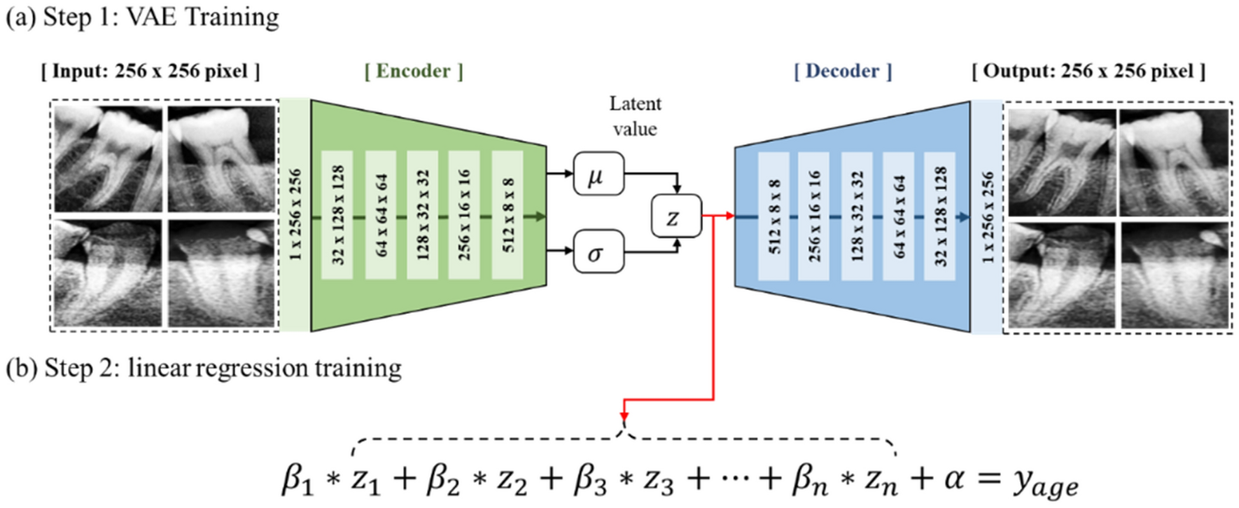 (a) Step 1: VAE Training
[ Input: 256 x 256 pixel ]
[ Encoder ]
[ Decoder ]
[ Output: 256 x 256 pixel ]
Latent
value
1 x 256 x 256
32 x 128 x 128
64 x 64 x 64
128 x 32 x 32
256 x 16 x 16
512 x 8 x 8
μ
σ
z
512 x 8 x 8
256 x 16 x 16
128 x 32 x 32
64 x 64 x 64
32 x 128 x 128
1 x 256 x 256
(b) Step 2: linear regression training
β₁ * z₁ + β₂ * z₂ + β₃ * z₃ + ⋯ + βₙ * zₙ + α = y_age